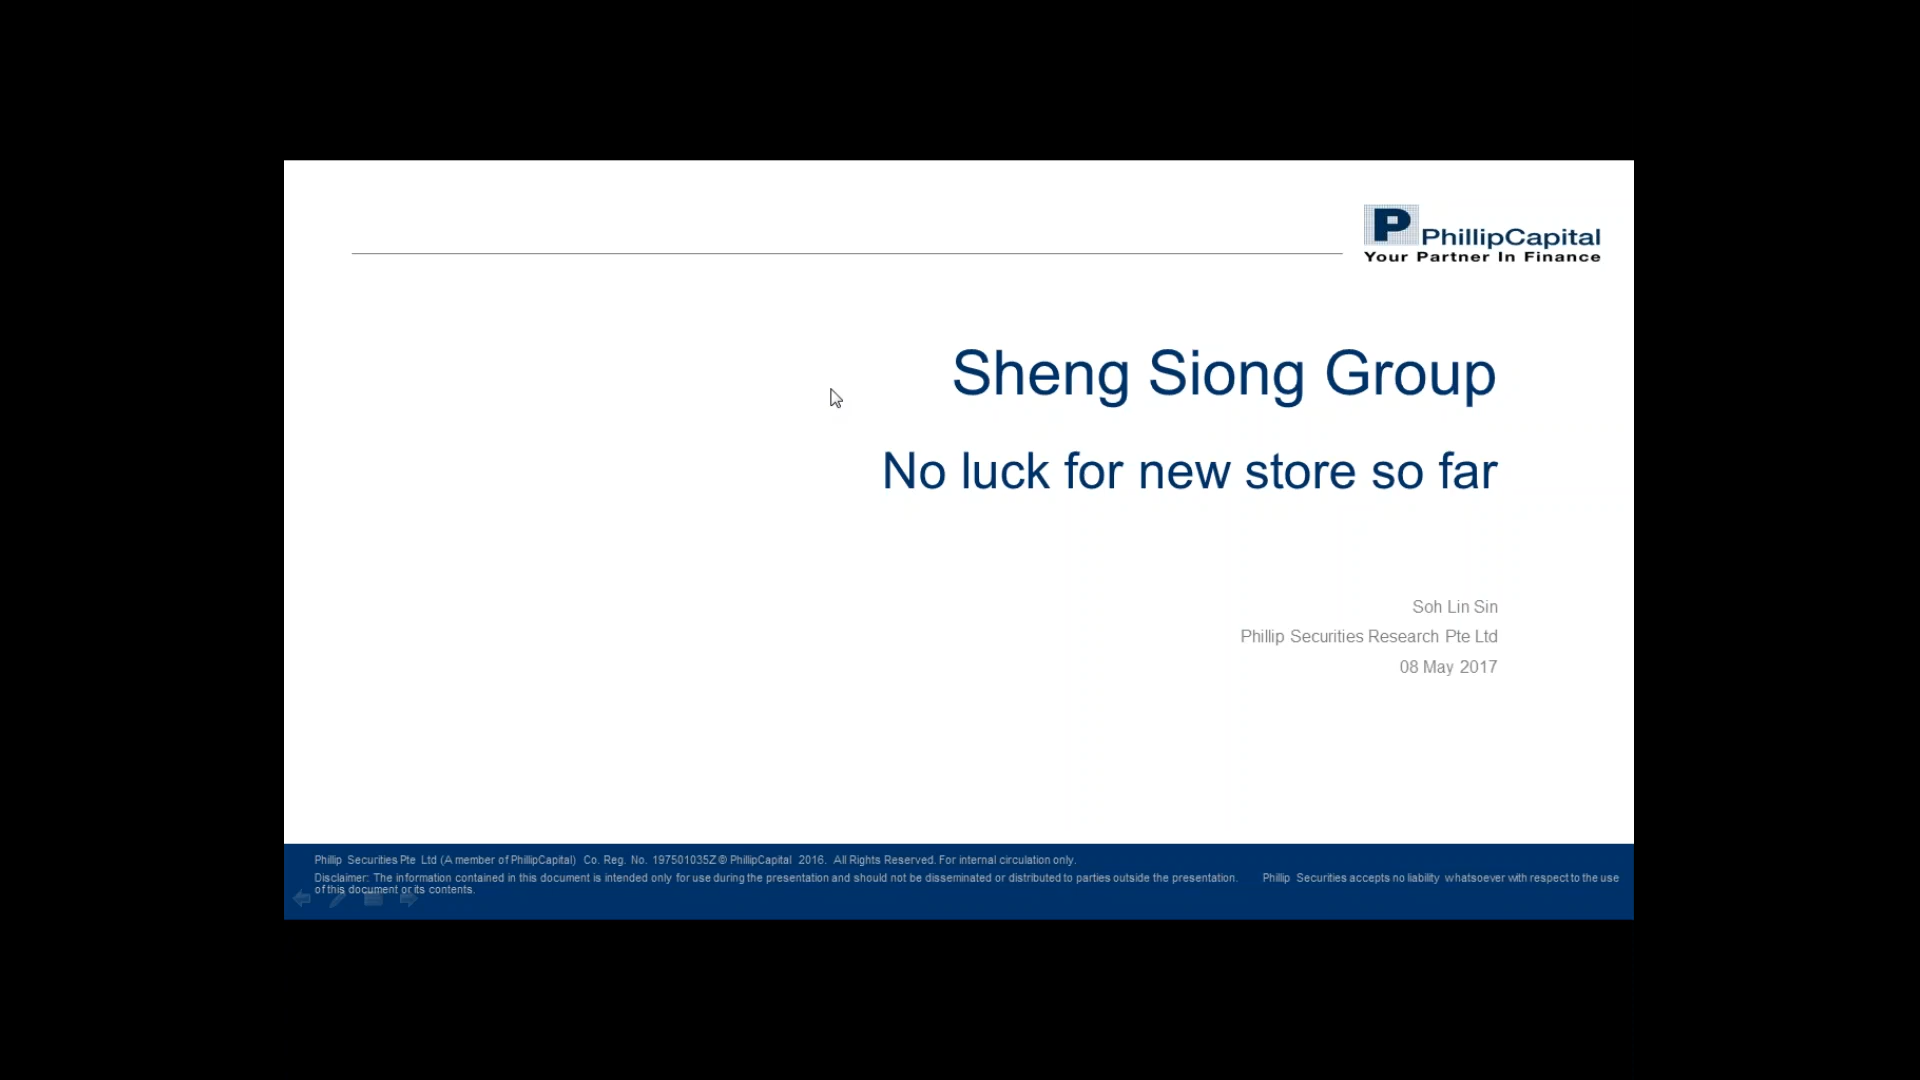 P PhillipCapital
Your Partner In Finance
Sheng Siong Group
No luck for new store so far
Soh Lin Sin
Phillip Securities Research Pte Ltd
08 May 2017
Phillip Securities Pte Ltd (A member of PhillipCapital) Co. Reg. No. 197501035Z © PhillipCapital 2016. All Rights Reserved. For internal circulation only.
Disclaimer: The information contained in this document is intended only for use during the presentation and should not be disseminated or distributed to parties outside the presentation. Phillip Securities accepts no liability whatsoever with respect to the use
of this document or its contents.